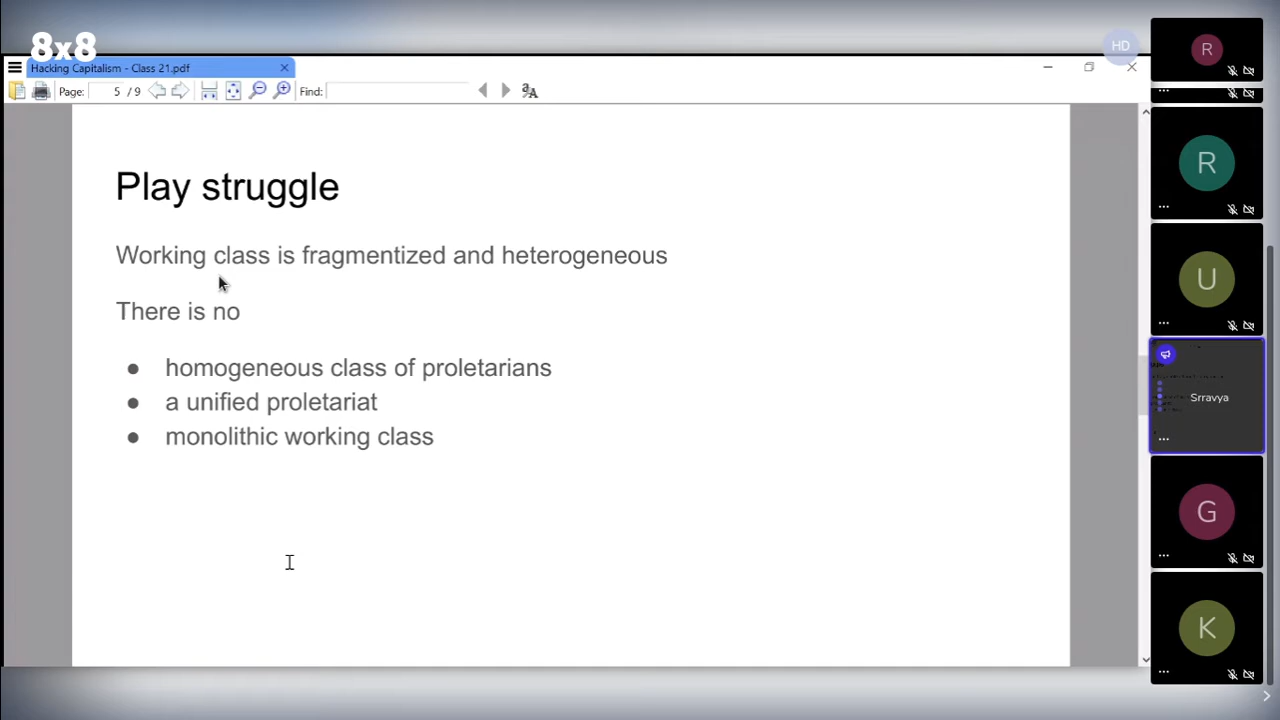 8x8
HD
Hacking Capitalism - Class 21.pdf
Page: 5 / 9 Find:
Play struggle
Working class is fragmentized and heterogeneous
There is no
● homogeneous class of proletarians
● a unified proletariat
● monolithic working class
R
R
U
Srravya
G
K